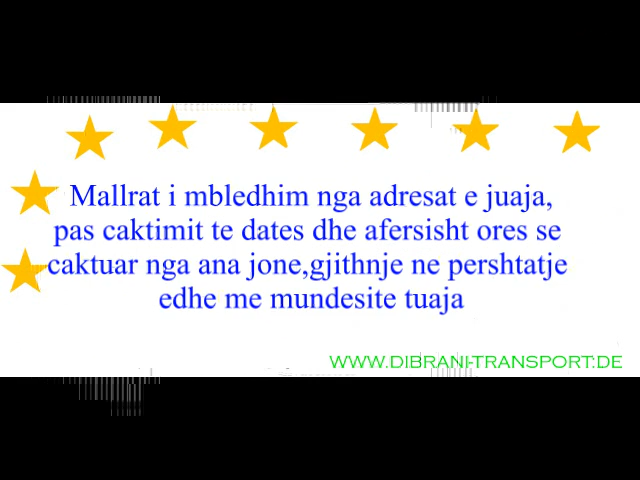 Mallrat i mbledhim nga adresat e juaja,
pas caktimit te dates dhe afersisht ores se
caktuar nga ana jone,gjithnje ne pershtatje
edhe me mundesite tuaja
WWW.DIBRANI-TRANSPORT.DE